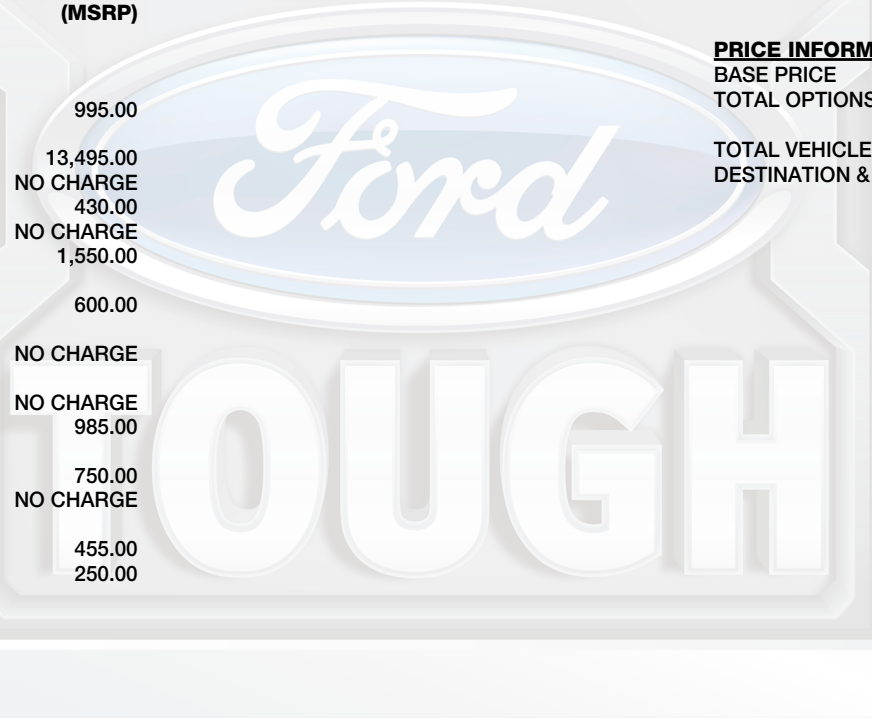 (MSRP)
995.00
13,495.00
NO CHARGE
430.00
NO CHARGE
1,550.00
600.00
NO CHARGE
NO CHARGE
985.00
750.00
NO CHARGE
455.00
250.00
PRICE INFORM
BASE PRICE
TOTAL OPTIONS
TOTAL VEHICLE
DESTINATION &
Ford
TOUGH